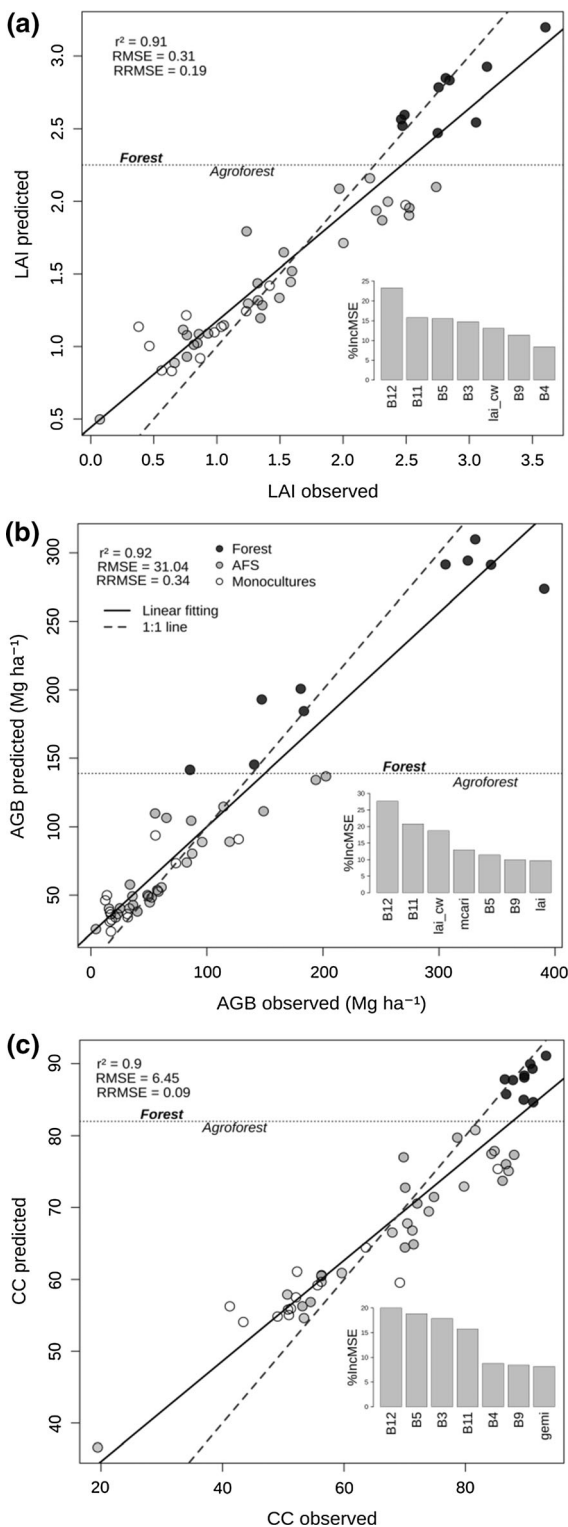 (a)
r² = 0.91
RMSE = 0.31
RRMSE = 0.19
Forest
Agroforest
LAI predicted
3.0
2.5
2.0
1.5
1.0
0.5
%IncMSE
25
20
15
10
5
0
B12 B11 B5 B3 lai_cw B9 B4
0.0 0.5 1.0 1.5 2.0 2.5 3.0 3.5
LAI observed
(b)
r² = 0.92
RMSE = 31.04
RRMSE = 0.34
Forest
AFS
Monocultures
Linear fitting
1:1 line
Forest
Agroforest
AGB predicted (Mg ha⁻¹)
300
250
200
150
100
50
%IncMSE
30
25
20
15
10
5
0
B12 B11 lai_cw mcari B5 B9 lai
0 100 200 300 400
AGB observed (Mg ha⁻¹)
(c)
r² = 0.9
RMSE = 6.45
RRMSE = 0.09
Forest
Agroforest
CC predicted
90
80
70
60
50
40
%IncMSE
20
15
10
5
0
B12 B5 B3 B11 B4 B9 gemi
20 40 60 80
CC observed